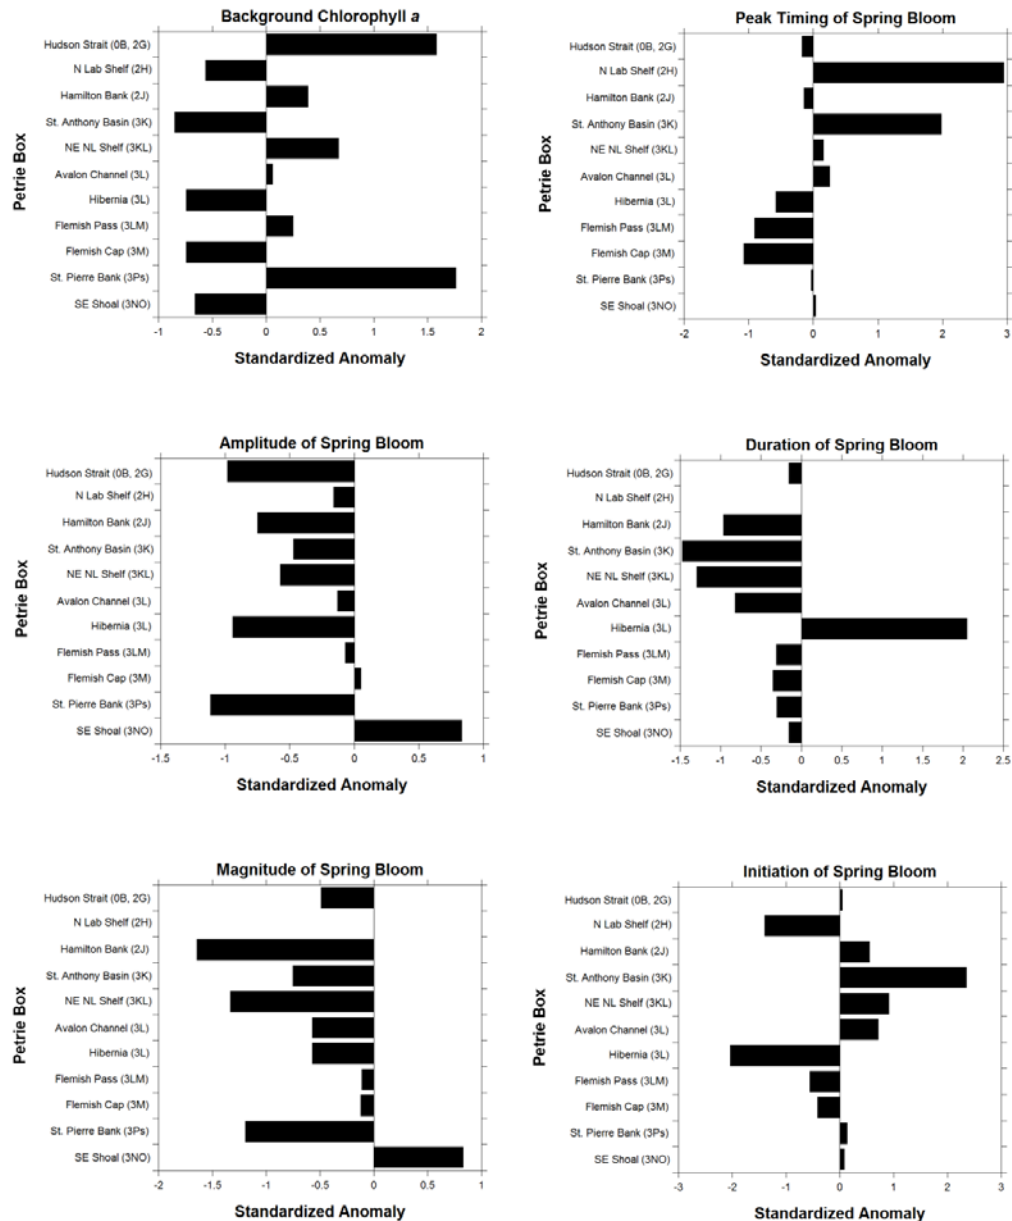 Background Chlorophyll a
Petrie Box
Hudson Strait (0B, 2G)
N Lab Shelf (2H)
Hamilton Bank (2J)
St. Anthony Basin (3K)
NE NL Shelf (3KL)
Avalon Channel (3L)
Hibernia (3L)
Flemish Pass (3LM)
Flemish Cap (3M)
St. Pierre Bank (3Ps)
SE Shoal (3NO)
-1 -0.5 0 0.5 1 1.5 2
Standardized Anomaly
Peak Timing of Spring Bloom
Petrie Box
Hudson Strait (0B, 2G)
N Lab Shelf (2H)
Hamilton Bank (2J)
St. Anthony Basin (3K)
NE NL Shelf (3KL)
Avalon Channel (3L)
Hibernia (3L)
Flemish Pass (3LM)
Flemish Cap (3M)
St. Pierre Bank (3Ps)
SE Shoal (3NO)
-2 -1 0 1 2 3
Standardized Anomaly
Amplitude of Spring Bloom
Petrie Box
Hudson Strait (0B, 2G)
N Lab Shelf (2H)
Hamilton Bank (2J)
St. Anthony Basin (3K)
NE NL Shelf (3KL)
Avalon Channel (3L)
Hibernia (3L)
Flemish Pass (3LM)
Flemish Cap (3M)
St. Pierre Bank (3Ps)
SE Shoal (3NO)
-1.5 -1 -0.5 0 0.5 1
Standardized Anomaly
Duration of Spring Bloom
Petrie Box
Hudson Strait (0B, 2G)
N Lab Shelf (2H)
Hamilton Bank (2J)
St. Anthony Basin (3K)
NE NL Shelf (3KL)
Avalon Channel (3L)
Hibernia (3L)
Flemish Pass (3LM)
Flemish Cap (3M)
St. Pierre Bank (3Ps)
SE Shoal (3NO)
-1.5 -1 -0.5 0 0.5 1 1.5 2 2.5
Standardized Anomaly
Magnitude of Spring Bloom
Petrie Box
Hudson Strait (0B, 2G)
N Lab Shelf (2H)
Hamilton Bank (2J)
St. Anthony Basin (3K)
NE NL Shelf (3KL)
Avalon Channel (3L)
Hibernia (3L)
Flemish Pass (3LM)
Flemish Cap (3M)
St. Pierre Bank (3Ps)
SE Shoal (3NO)
-2 -1.5 -1 -0.5 0 0.5 1
Standardized Anomaly
Initiation of Spring Bloom
Petrie Box
Hudson Strait (0B, 2G)
N Lab Shelf (2H)
Hamilton Bank (2J)
St. Anthony Basin (3K)
NE NL Shelf (3KL)
Avalon Channel (3L)
Hibernia (3L)
Flemish Pass (3LM)
Flemish Cap (3M)
St. Pierre Bank (3Ps)
SE Shoal (3NO)
-3 -2 -1 0 1 2 3
Standardized Anomaly